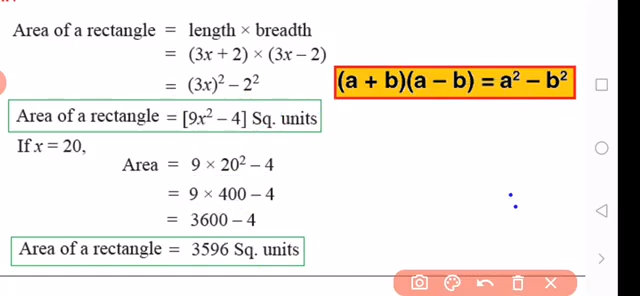 Area of a rectangle = length × breadth
= (3x + 2) × (3x – 2)
= (3x)² – 2²
(a + b)(a – b) = a² – b²
Area of a rectangle = [9x² – 4] Sq. units
If x = 20,
Area = 9 × 20² – 4
= 9 × 400 – 4
= 3600 – 4
Area of a rectangle = 3596 Sq. units